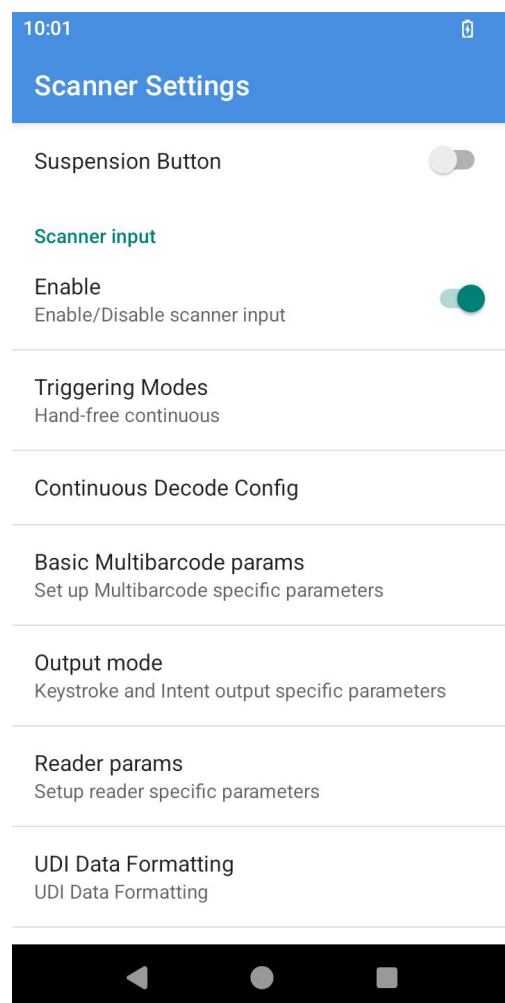 10:01
Scanner Settings
Suspension Button
Scanner input
Enable
Enable/Disable scanner input
Triggering Modes
Hand-free continuous
Continuous Decode Config
Basic Multibarcode params
Set up Multibarcode specific parameters
Output mode
Keystroke and Intent output specific parameters
Reader params
Setup reader specific parameters
UDI Data Formatting
UDI Data Formatting